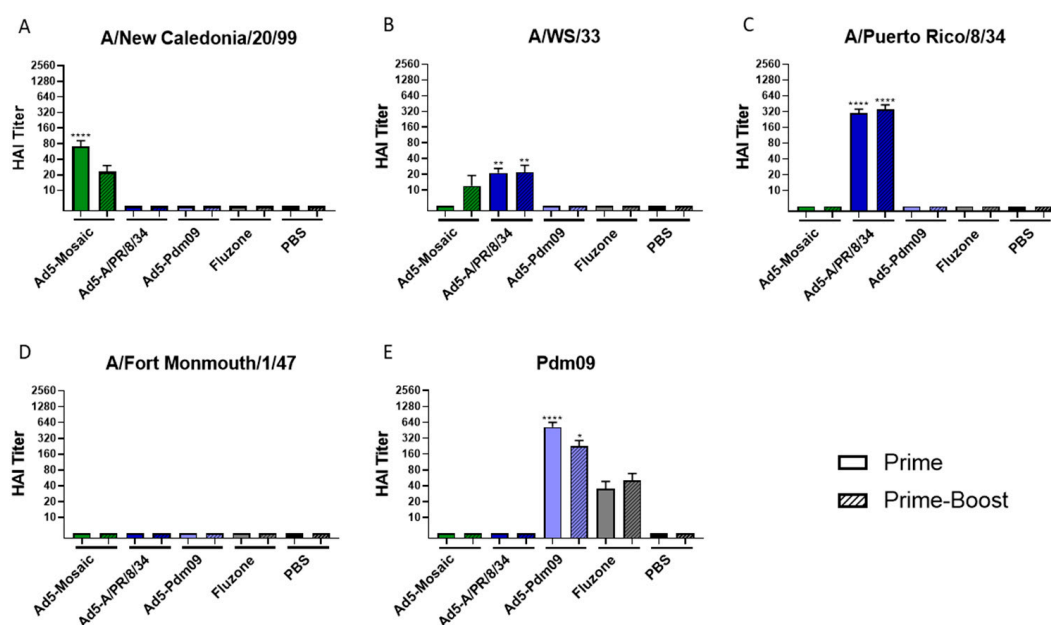 A
A/New Caledonia/20/99
HAI Titer
2560
1280
640
320
160
80
40
20
10
****
Ad5-Mosaic
Ad5-A/PR/8/34
Ad5-Pdm09
Fluzone
PBS
B
A/WS/33
HAI Titer
2560
1280
640
320
160
80
40
20
10
**
**
Ad5-Mosaic
Ad5-A/PR/8/34
Ad5-Pdm09
Fluzone
PBS
C
A/Puerto Rico/8/34
HAI Titer
2560
1280
640
320
160
80
40
20
10
****
****
Ad5-Mosaic
Ad5-A/PR/8/34
Ad5-Pdm09
Fluzone
PBS
D
A/Fort Monmouth/1/47
HAI Titer
2560
1280
640
320
160
80
40
20
10
Ad5-Mosaic
Ad5-A/PR/8/34
Ad5-Pdm09
Fluzone
PBS
E
Pdm09
HAI Titer
2560
1280
640
320
160
80
40
20
10
****
*
Ad5-Mosaic
Ad5-A/PR/8/34
Ad5-Pdm09
Fluzone
PBS
Prime
Prime-Boost